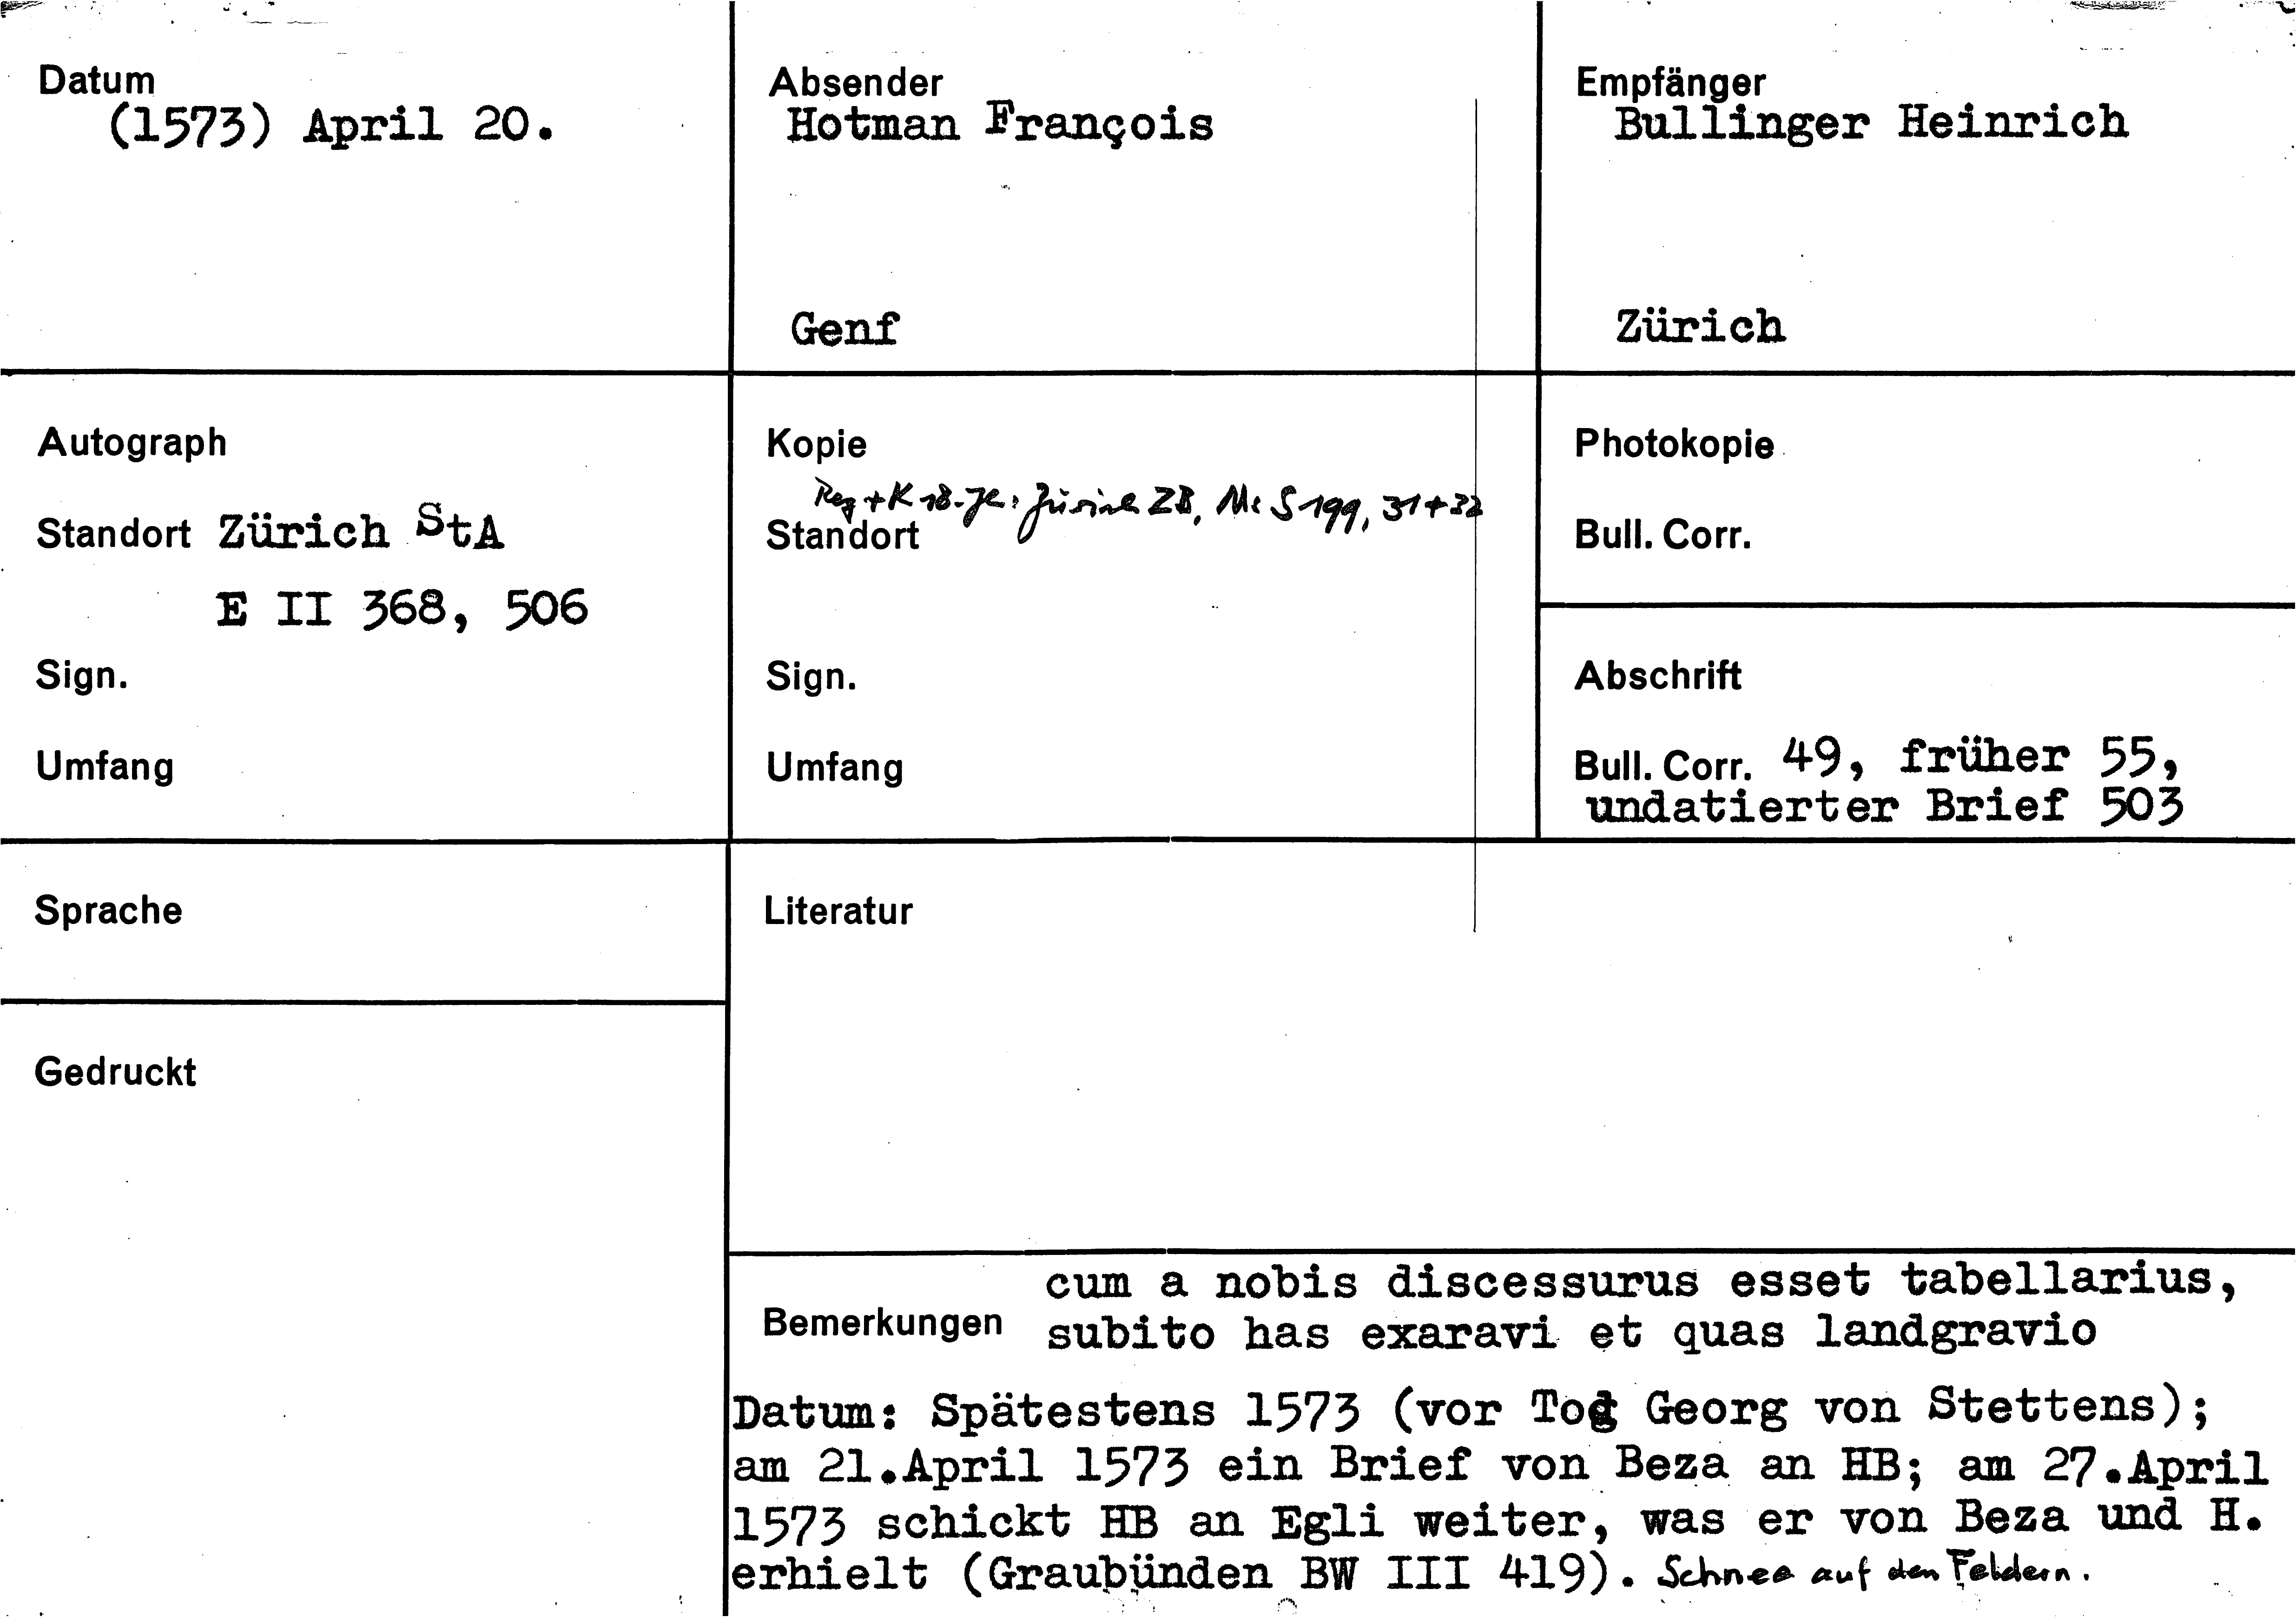 Datum
(1573) April 20.
Absender
Hotman François
Genf
Empfänger
Bullinger Heinrich
Zürich
Autograph
Standort Zürich StA
E II 368, 506
Sign.
Umfang
Kopie
Reg + K 18. Jh.: Zürich ZB, Ms S 199, 31+32
Standort
Sign.
Umfang
Photokopie
Bull. Corr.
Abschrift
Bull. Corr. 49, früher 55,
undatierter Brief 503
Sprache
Gedruckt
Literatur
Bemerkungen
cum a nobis discessurus esset tabellarius,
subito has exaravi et quas landgravio
Datum: Spätestens 1573 (vor Tod Georg von Stettens);
am 21.April 1573 ein Brief von Beza an HB; am 27.April
1573 schickt HB an Egli weiter, was er von Beza und H.
erhielt (Graubünden BW III 419). Schnee auf den Feldern.